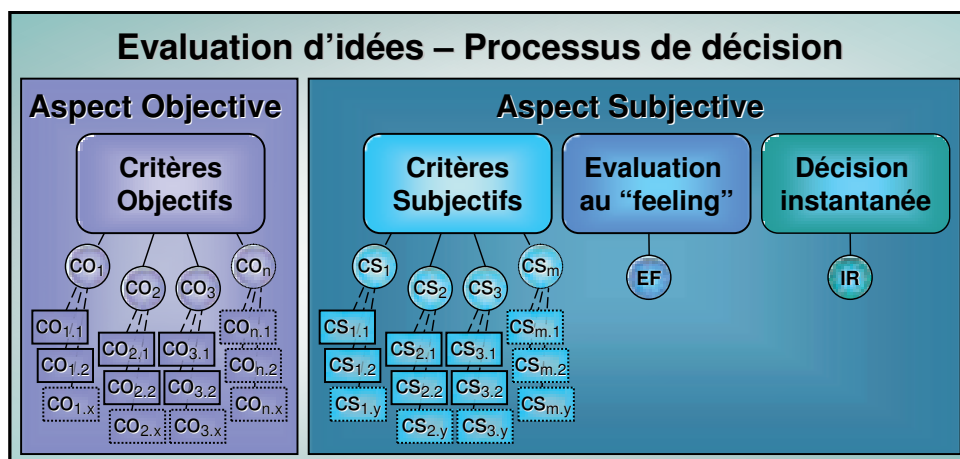 Evaluation d'idées – Processus de décision
Aspect Objective
Critères
Objectifs
CO1
CO2
CO3
COn
CO1.1
CO1.2
CO1.x
CO2,1
CO2.2
CO2.x
CO3.1
CO3.2
CO3.x
COn.1
COn.2
COn.x
Aspect Subjective
Critères
Subjectifs
CS1
CS2
CS3
CSm
CS1.1
CS1.2
CS1.y
CS2.1
CS2.2
CS2.y
CS3.1
CS3.2
CS3.y
CSm.1
CSm.2
CSm.y
Evaluation
au “feeling”
EF
Décision
instantanée
IR